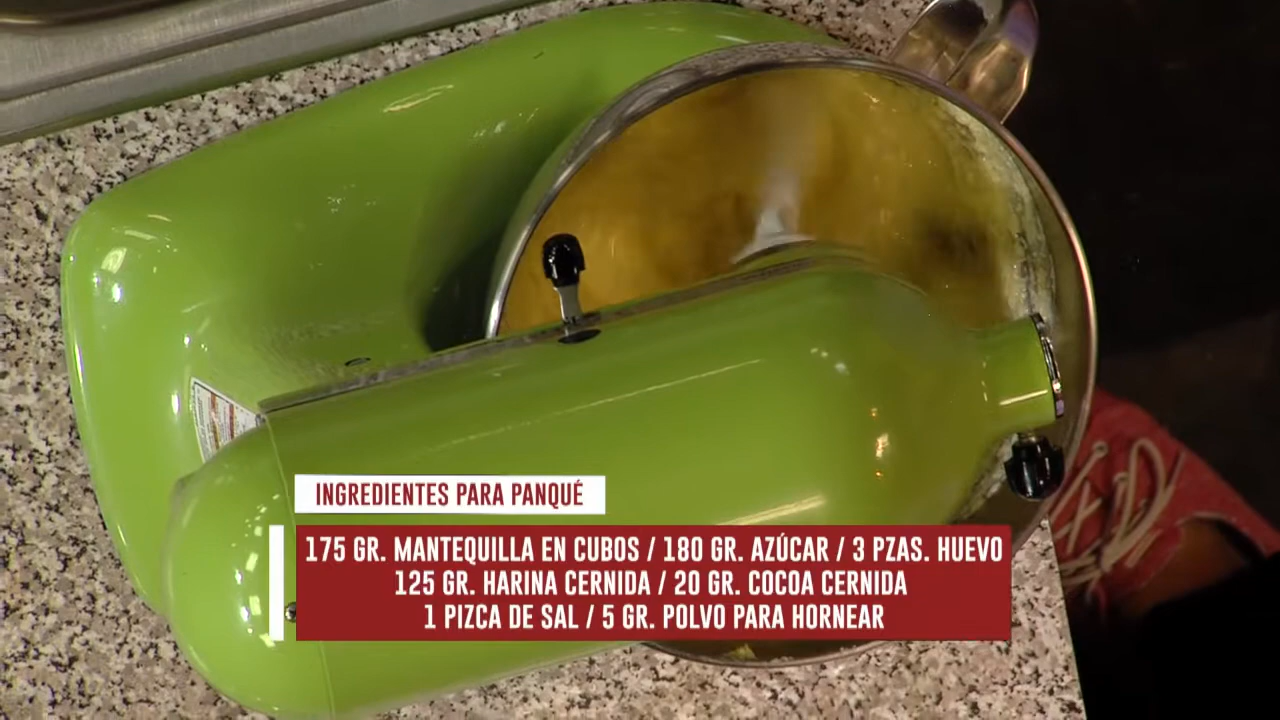 INGREDIENTES PARA PANQUÉ
175 GR. MANTEQUILLA EN CUBOS / 180 GR. AZÚCAR / 3 PZAS. HUEVO
125 GR. HARINA CERNIDA / 20 GR. COCOA CERNIDA
1 PIZCA DE SAL / 5 GR. POLVO PARA HORNEAR